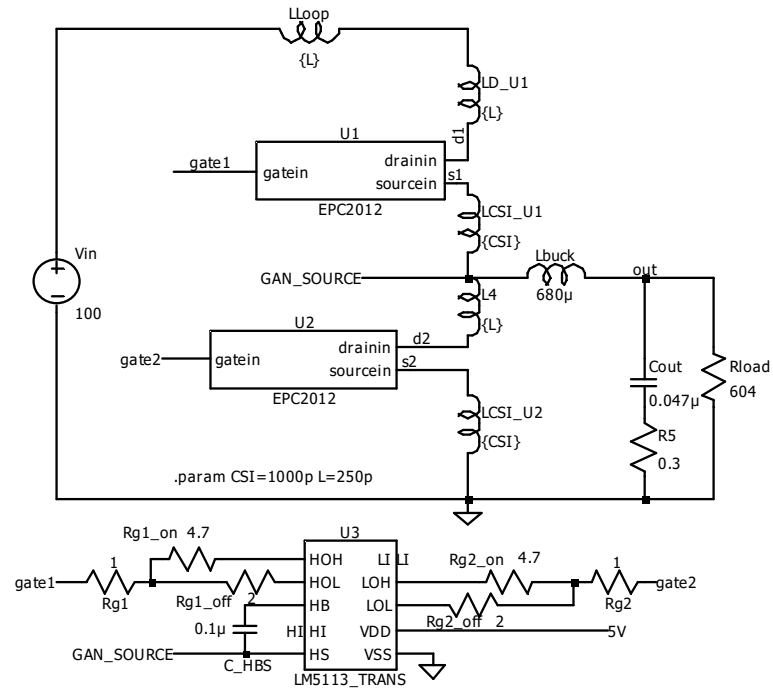 LLoop
{L}
LD_U1
{L}
d1
U1
gate1
gatein
drainin
sourcein
s1
EPC2012
LCSI_U1
{CSI}
Vin
100
GAN_SOURCE
Lbuck
680µ
out
L4
{L}
U2
gate2
gatein
drainin
sourcein
d2
s2
EPC2012
Cout
0.047µ
Rload
604
LCSI_U2
{CSI}
R5
0.3
.param CSI=1000p L=250p
U3
Rg1_on 4.7
gate1
1
Rg1
Rg1_off 2
0.1µ
HI
GAN_SOURCE
C_HBS
HOH
HOL
HB
HI
HS
LI
LOH
LOL
VDD
VSS
LI
LM5113_TRANS
Rg2_on 4.7
Rg2_off 2
1
Rg2
gate2
5V